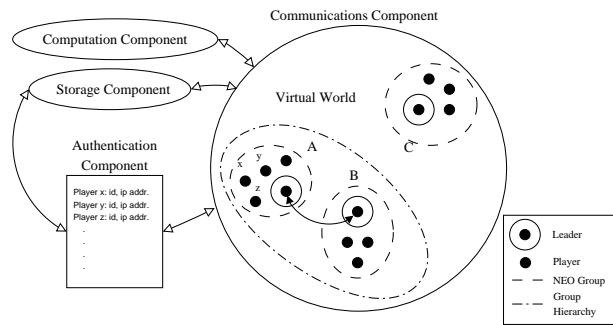 Communications Component
Computation Component
Storage Component
Virtual World
Authentication
Component
A
x
y
z
B
C
Player x: id, ip addr.
Player y: id, ip addr.
Player z: id, ip addr.
.
.
.
.
Leader
Player
NEO Group
Group
Hierarchy